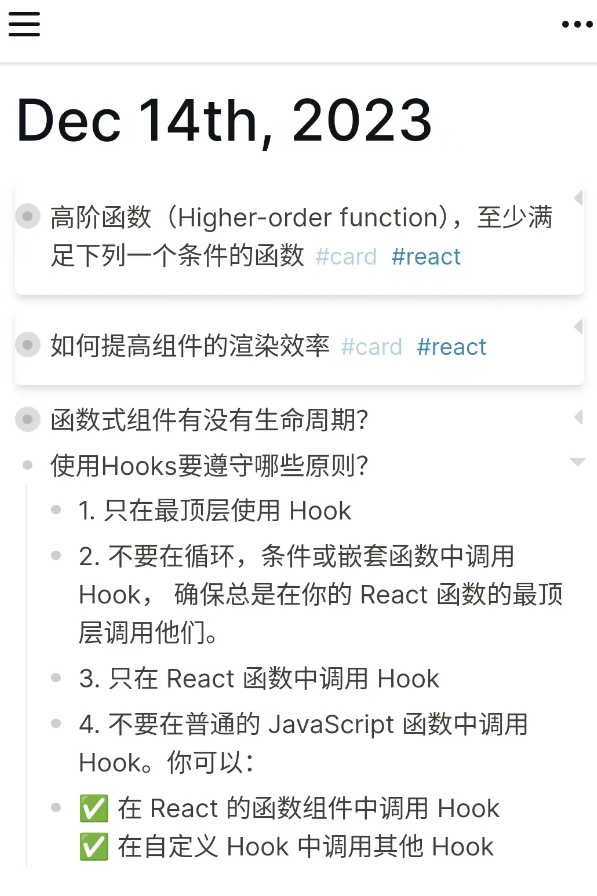 Dec 14th, 2023
高阶函数（Higher-order function），至少满
足下列一个条件的函数 #card #react
如何提高组件的渲染效率 #card #react
函数式组件有没有生命周期？
使用Hooks要遵守哪些原则？
1. 只在最顶层使用 Hook
2. 不要在循环，条件或嵌套函数中调用
Hook， 确保总是在你的 React 函数的最顶
层调用他们。
3. 只在 React 函数中调用 Hook
4. 不要在普通的 JavaScript 函数中调用
Hook。你可以：
✅ 在 React 的函数组件中调用 Hook
✅ 在自定义 Hook 中调用其他 Hook